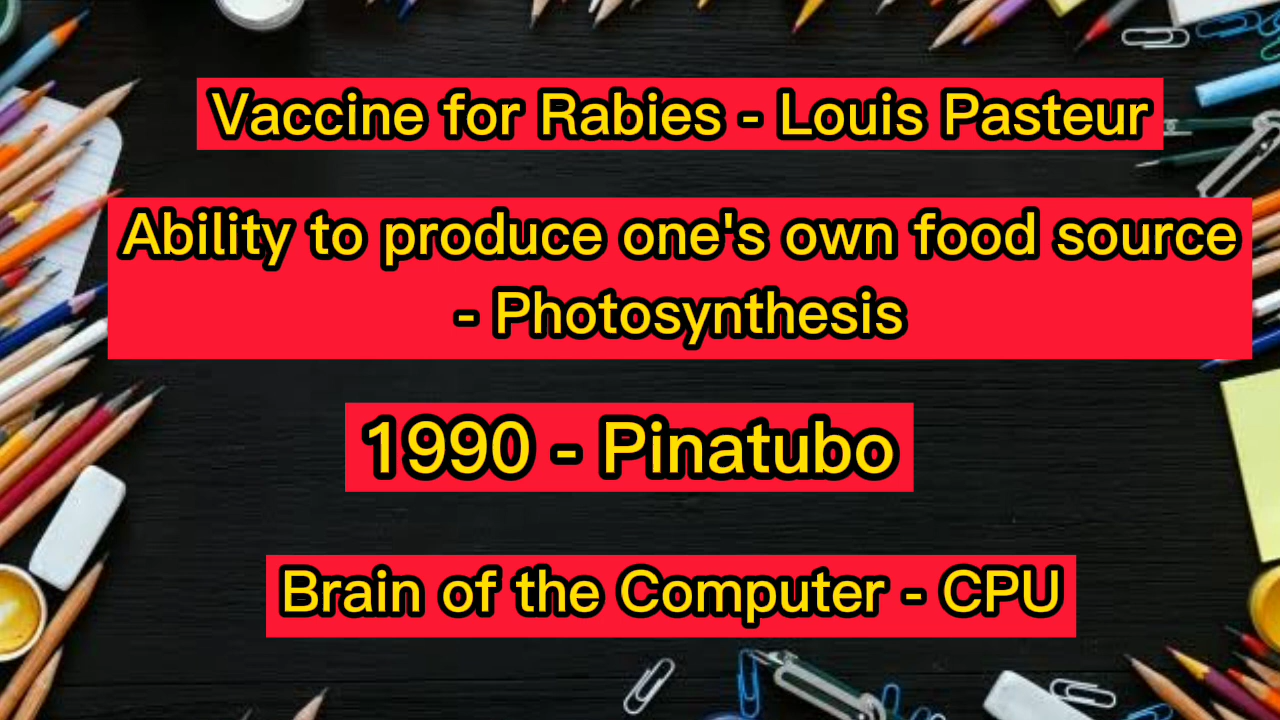 Vaccine for Rabies - Louis Pasteur
Ability to produce one's own food source
- Photosynthesis
1990 - Pinatubo
Brain of the Computer - CPU